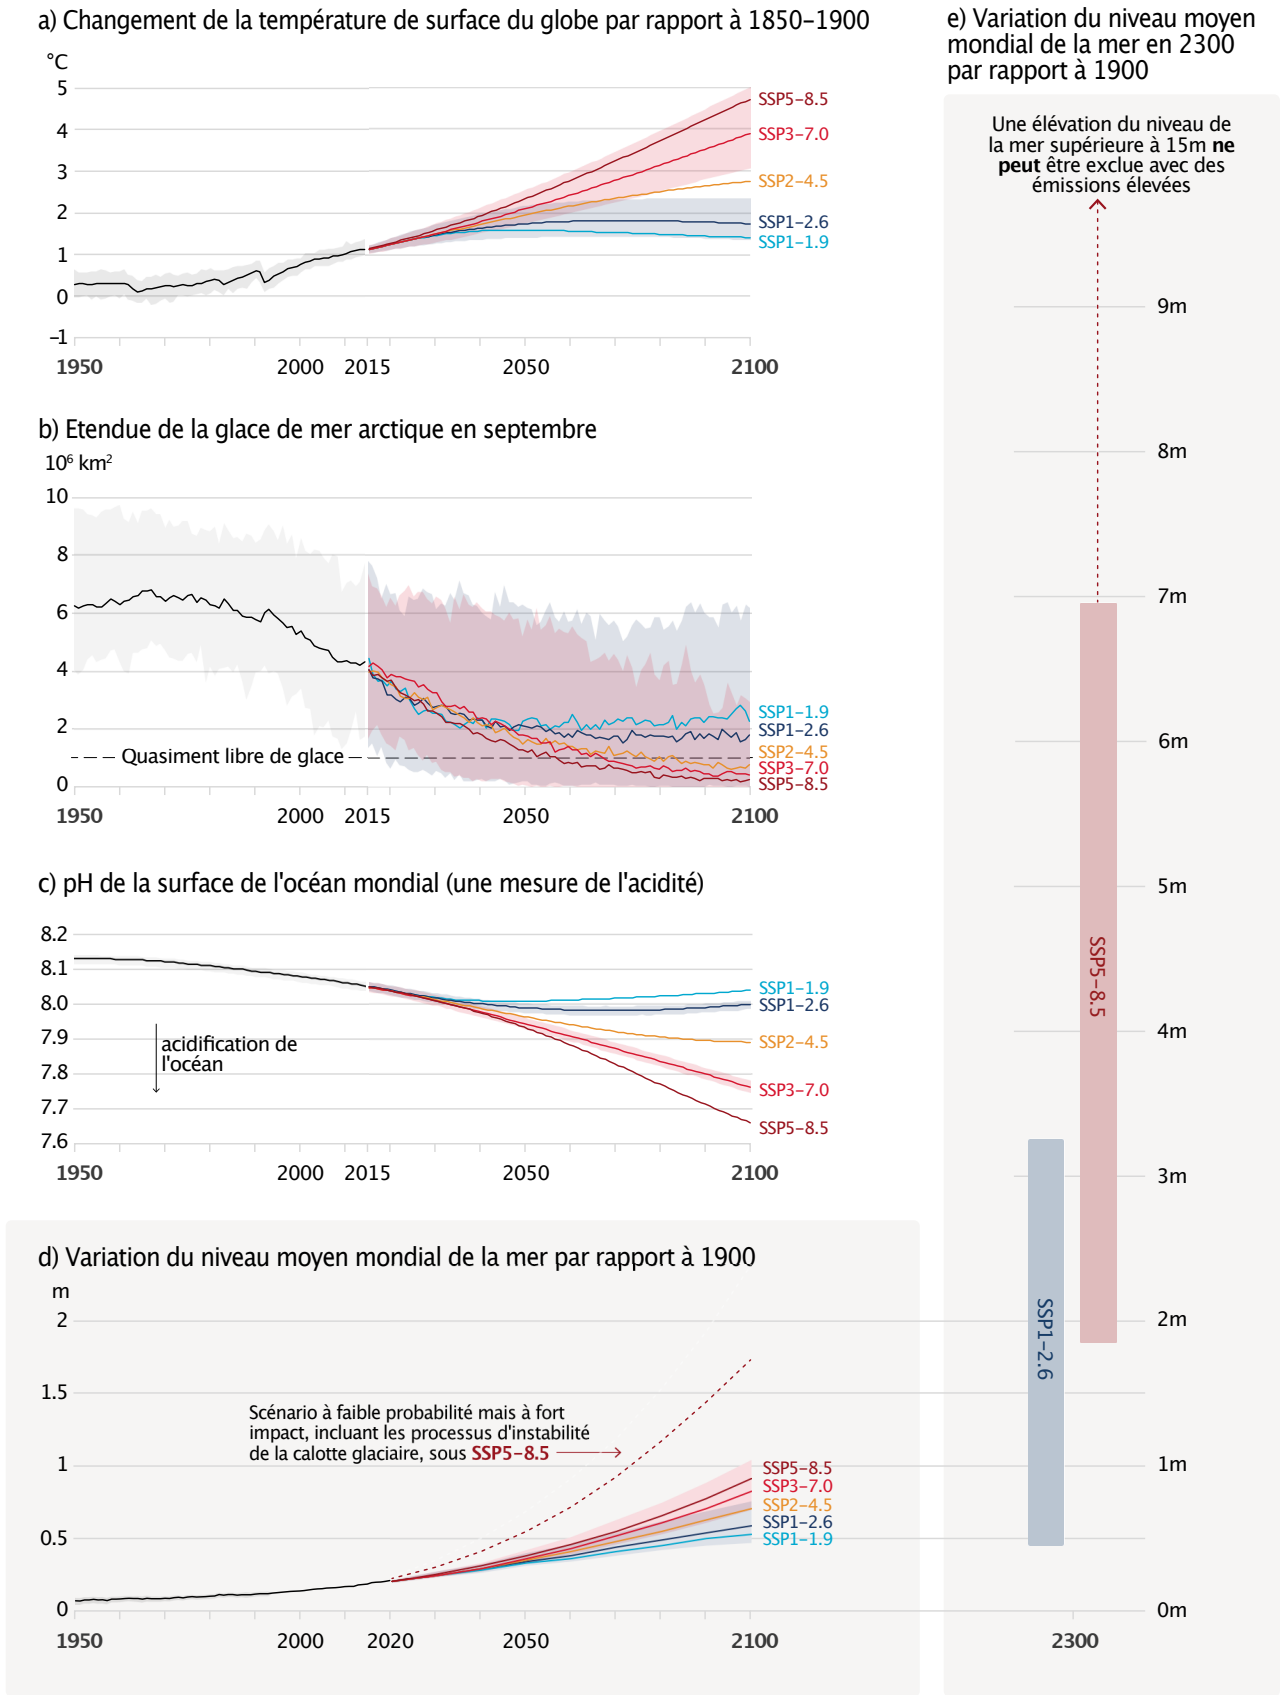 a) Changement de la température de surface du globe par rapport à 1850–1900
°C
5
4
3
2
1
0
–1
SSP5–8.5
SSP3–7.0
SSP2–4.5
SSP1–2.6
SSP1–1.9
1950 2000 2015 2050 2100
b) Etendue de la glace de mer arctique en septembre
10⁶ km²
10
8
6
4
2
0
Quasiment libre de glace
SSP1–1.9
SSP1–2.6
SSP2–4.5
SSP3–7.0
SSP5–8.5
1950 2000 2015 2050 2100
c) pH de la surface de l'océan mondial (une mesure de l'acidité)
8.2
8.1
8.0
7.9
7.8
7.7
7.6
acidification de
l'océan
SSP1–1.9
SSP1–2.6
SSP2–4.5
SSP3–7.0
SSP5–8.5
1950 2000 2015 2050 2100
d) Variation du niveau moyen mondial de la mer par rapport à 1900
m
2
1.5
1
0.5
0
Scénario à faible probabilité mais à fort
impact, incluant les processus d'instabilité
de la calotte glaciaire, sous SSP5–8.5
SSP5–8.5
SSP3–7.0
SSP2–4.5
SSP1–2.6
SSP1–1.9
1950 2000 2020 2050 2100
e) Variation du niveau moyen
mondial de la mer en 2300
par rapport à 1900
Une élévation du niveau de
la mer supérieure à 15m ne
peut être exclue avec des
émissions élevées
9m
8m
7m
6m
5m
4m
3m
2m
1m
0m
SSP5–8.5
SSP1–2.6
2300